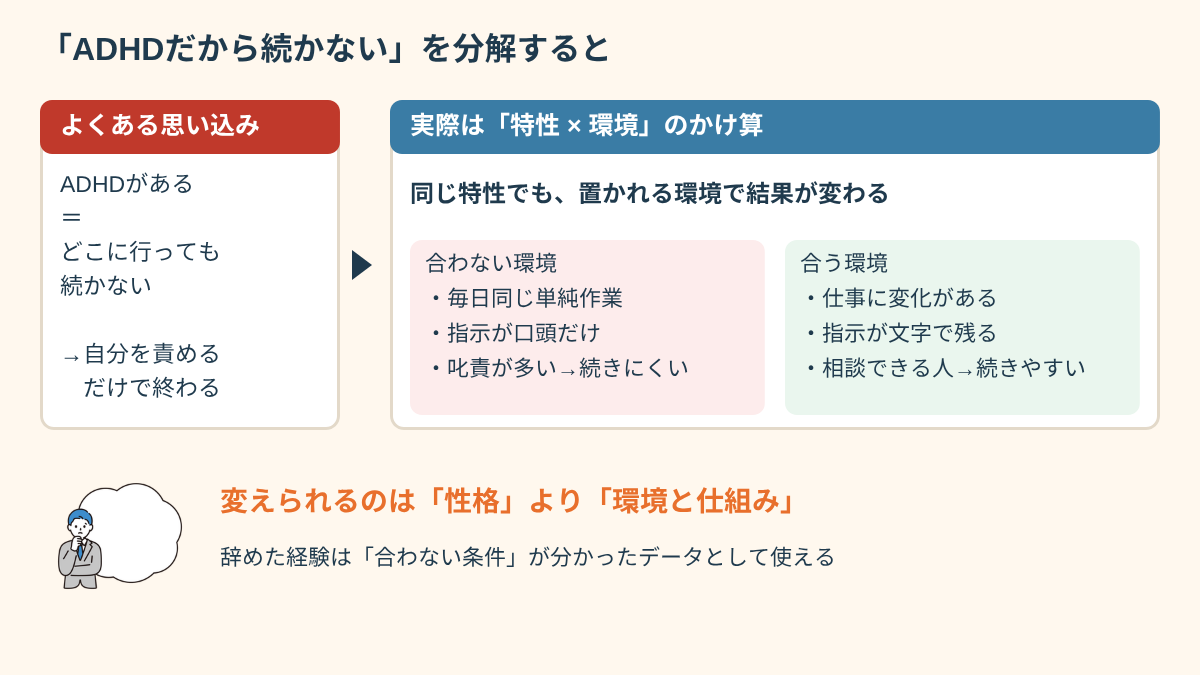 「ADHDだから続かない」を分解すると
よくある思い込み
ADHDがある
＝
どこに行っても
続かない
→自分を責める
だけで終わる
実際は「特性 × 環境」のかけ算
同じ特性でも、置かれる環境で結果が変わる
合わない環境
・毎日同じ単純作業
・指示が口頭だけ
・叱責が多い→続きにくい
合う環境
・仕事に変化がある
・指示が文字で残る
・相談できる人→続きやすい
変えられるのは「性格」より「環境と仕組み」
辞めた経験は「合わない条件」が分かったデータとして使える